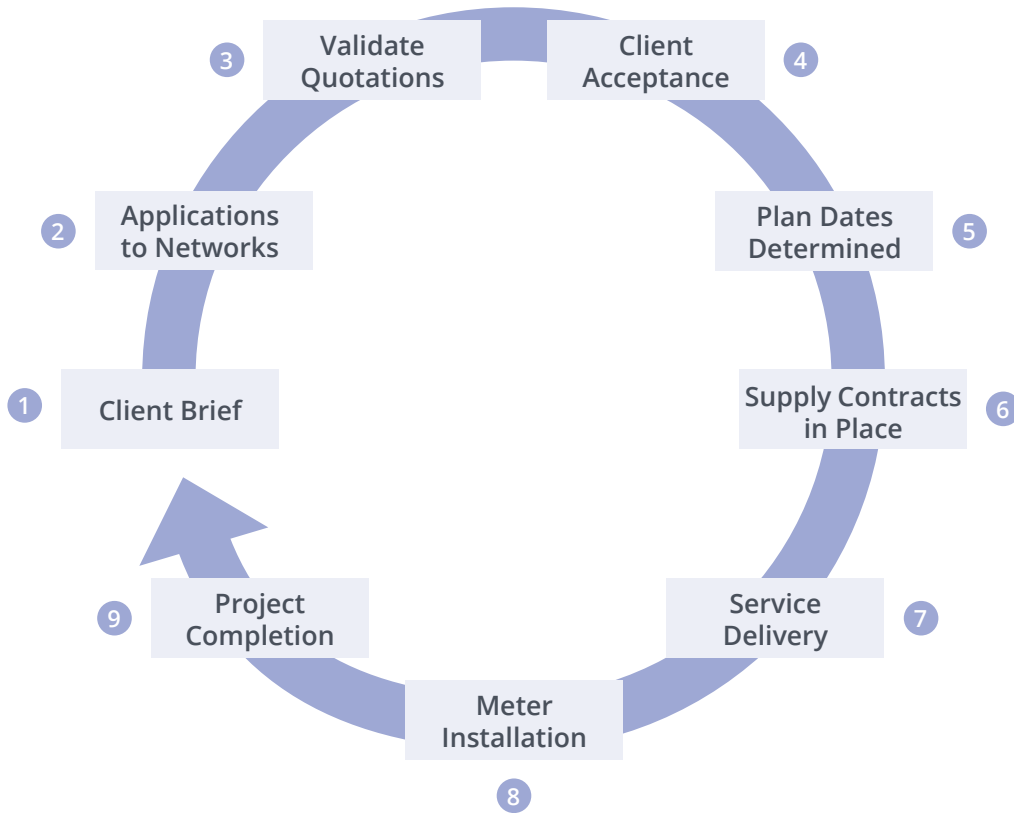 1
Client Brief
2
Applications
to Networks
3
Validate
Quotations
4
Client
Acceptance
5
Plan Dates
Determined
6
Supply Contracts
in Place
7
Service
Delivery
8
Meter
Installation
9
Project
Completion